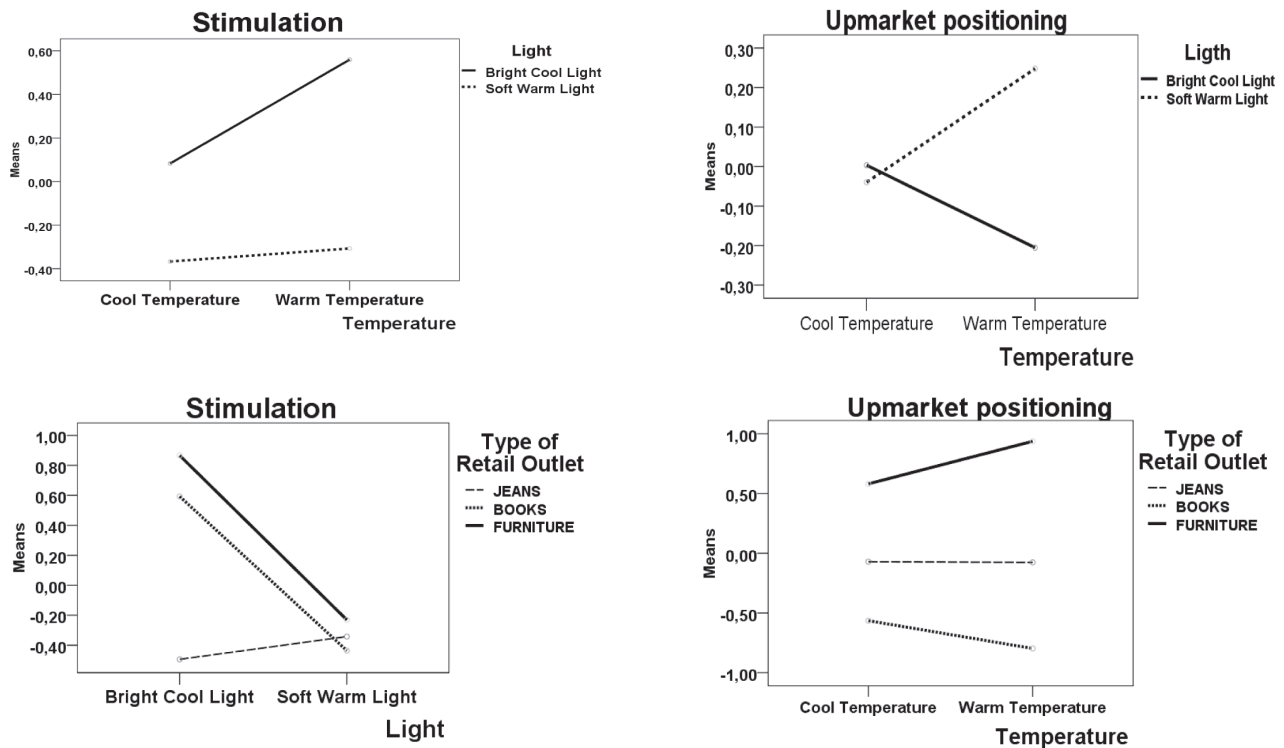 Stimulation
0,60
0,40
0,20
0,00
-0,20
-0,40
Means
Cool Temperature
Warm Temperature
Temperature
Light
Bright Cool Light
Soft Warm Light
Upmarket positioning
0,30
0,20
0,10
0,00
-0,10
-0,20
-0,30
Means
Cool Temperature
Warm Temperature
Temperature
Ligth
Bright Cool Light
Soft Warm Light
Stimulation
1,00
0,80
0,60
0,40
0,20
0,00
-0,20
-0,40
Means
Bright Cool Light
Soft Warm Light
Light
Type of
Retail Outlet
JEANS
BOOKS
FURNITURE
Upmarket positioning
1,00
0,50
0,00
-0,50
-1,00
Means
Cool Temperature
Warm Temperature
Temperature
Type of
Retail Outlet
JEANS
BOOKS
FURNITURE